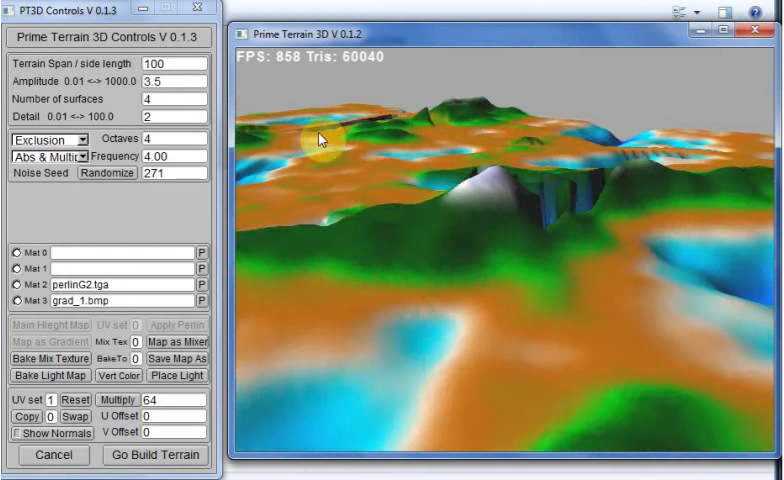 PT3D Controls V 0.1.3
Prime Terrain 3D Controls V 0.1.3
Terrain Span / side length 100
Amplitude 0.01 <-> 1000.0 3.5
Number of surfaces 4
Detail 0.01 <-> 100.0 2
Exclusion Octaves 4
Abs & Multip Frequency 4.00
Noise Seed Randomize 271
Mat 0 P
Mat 1 P
Mat 2 perlinG2.tga P
Mat 3 grad_1.bmp P
Main Hieght Map UV set 0 Apply Perlin
Map as Gradient Mix Tex 0 Map as Mixer
Bake Mix Texture BakeTo 0 Save Map As
Bake Light Map Vert Color Place Light
UV set 1 Reset Multiply 64
Copy 0 Swap U Offset 0
Show Normals V Offset 0
Cancel Go Build Terrain
Prime Terrain 3D V 0.1.2
FPS: 858 Tris: 60040